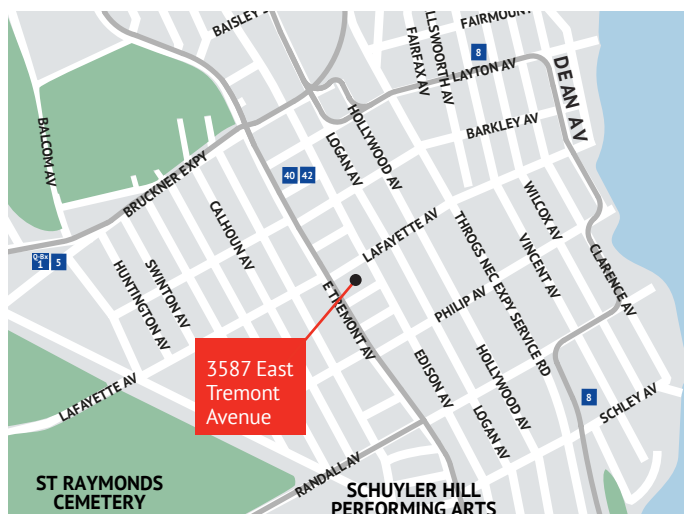 FAIRMOUNT
BAISLEY
FAIRFAX AV
LLSWORTH AV
8
LAYTON AV
DEAN AV
BALCOM AV
BARKLEY AV
HOLLYWOOD AV
LOGAN AV
40 42
BRUCKNER EXPY
CALHOUN AV
LAFAYETTE AV
WILCOX AV
THROGS NEC EXPY SERVICE RD
VINCENT AV
CLARENCE AV
Q-Bx
1 5
SWINTON AV
HUNTINGTON AV
E TREMONT AV
PHILIP AV
3587 East
Tremont
Avenue
EDISON AV
HOLLYWOOD AV
LOGAN AV
8
SCHLEY AV
LAFAYETTE AV
RANDALL AV
ST RAYMONDS
CEMETERY
SCHUYLER HILL
PERFORMING ARTS